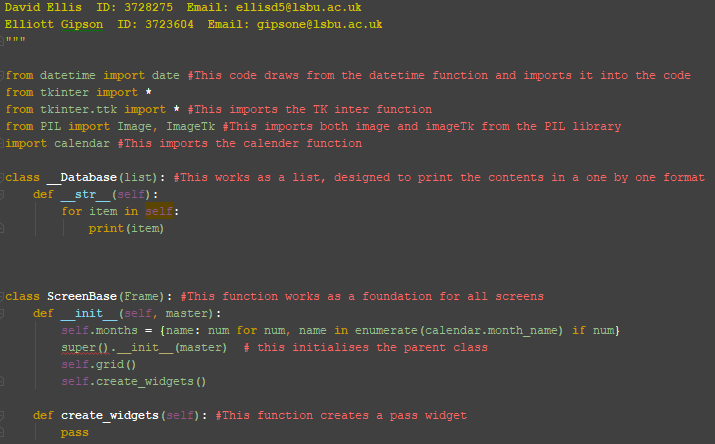 David Ellis  ID: 3728275  Email: ellisd5@lsbu.ac.uk
Elliott Gipson  ID: 3723604  Email: gipsone@lsbu.ac.uk
"""
from datetime import date #This code draws from the datetime function and imports it into the code
from tkinter import *
from tkinter.ttk import * #This imports the TK inter function
from PIL import Image, ImageTk #This imports both image and imageTk from the PIL library
import calendar #This imports the calender function
class __Database(list): #This works as a list, designed to print the contents in a one by one format
    def __str__(self):
        for item in self:
            print(item)
class ScreenBase(Frame): #This function works as a foundation for all screens
    def __init__(self, master):
        self.months = {name: num for num, name in enumerate(calendar.month_name) if num}
        super().__init__(master)  # this initialises the parent class
        self.grid()
        self.create_widgets()
    def create_widgets(self): #This function creates a pass widget
        pass